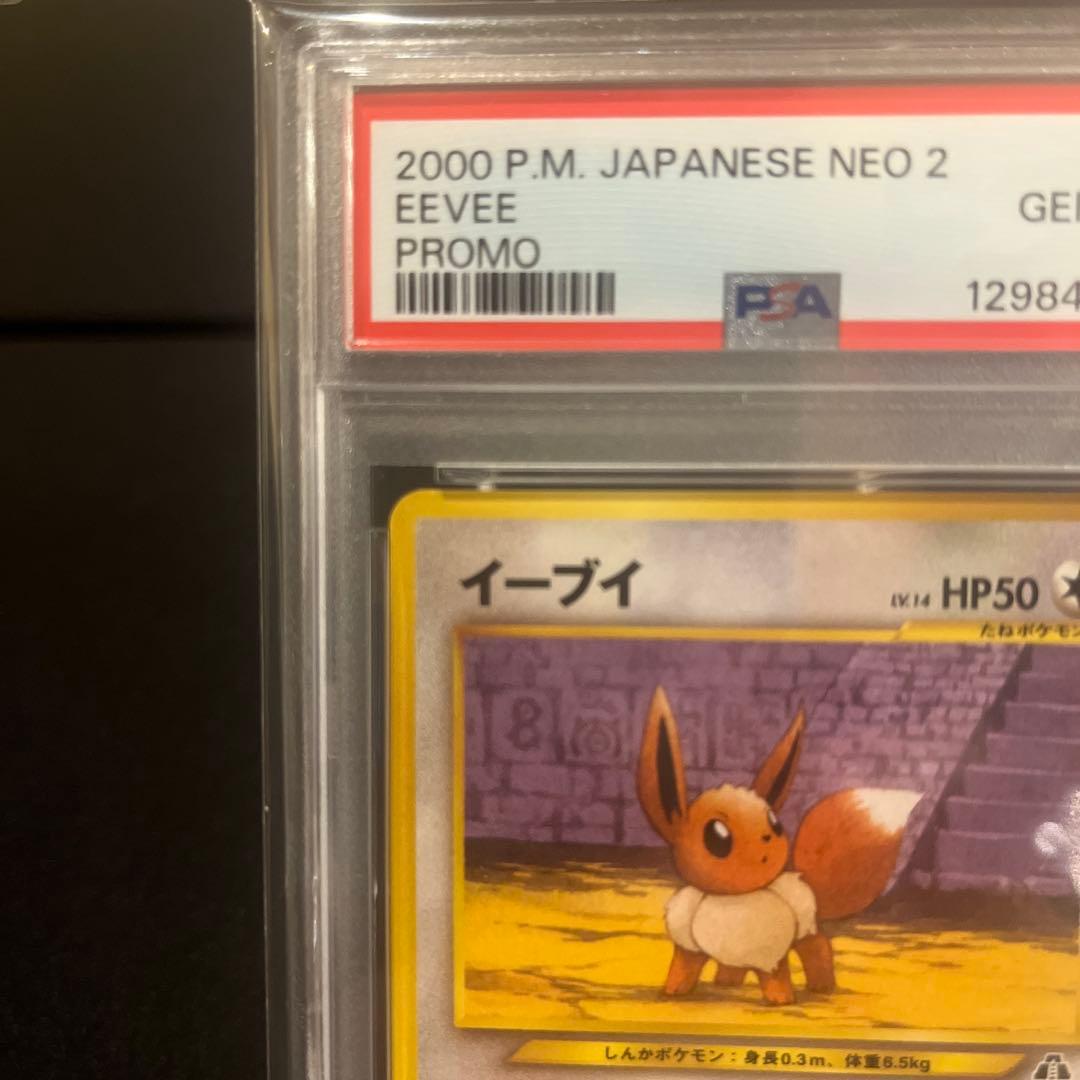 2000 P.M. JAPANESE NEO 2
EEVEE
GE
PROMO
PSA
12984
イーブイ
LV.14 HP50
たねポケモン
しんかポケモン：身長0.3m、体重6.5kg